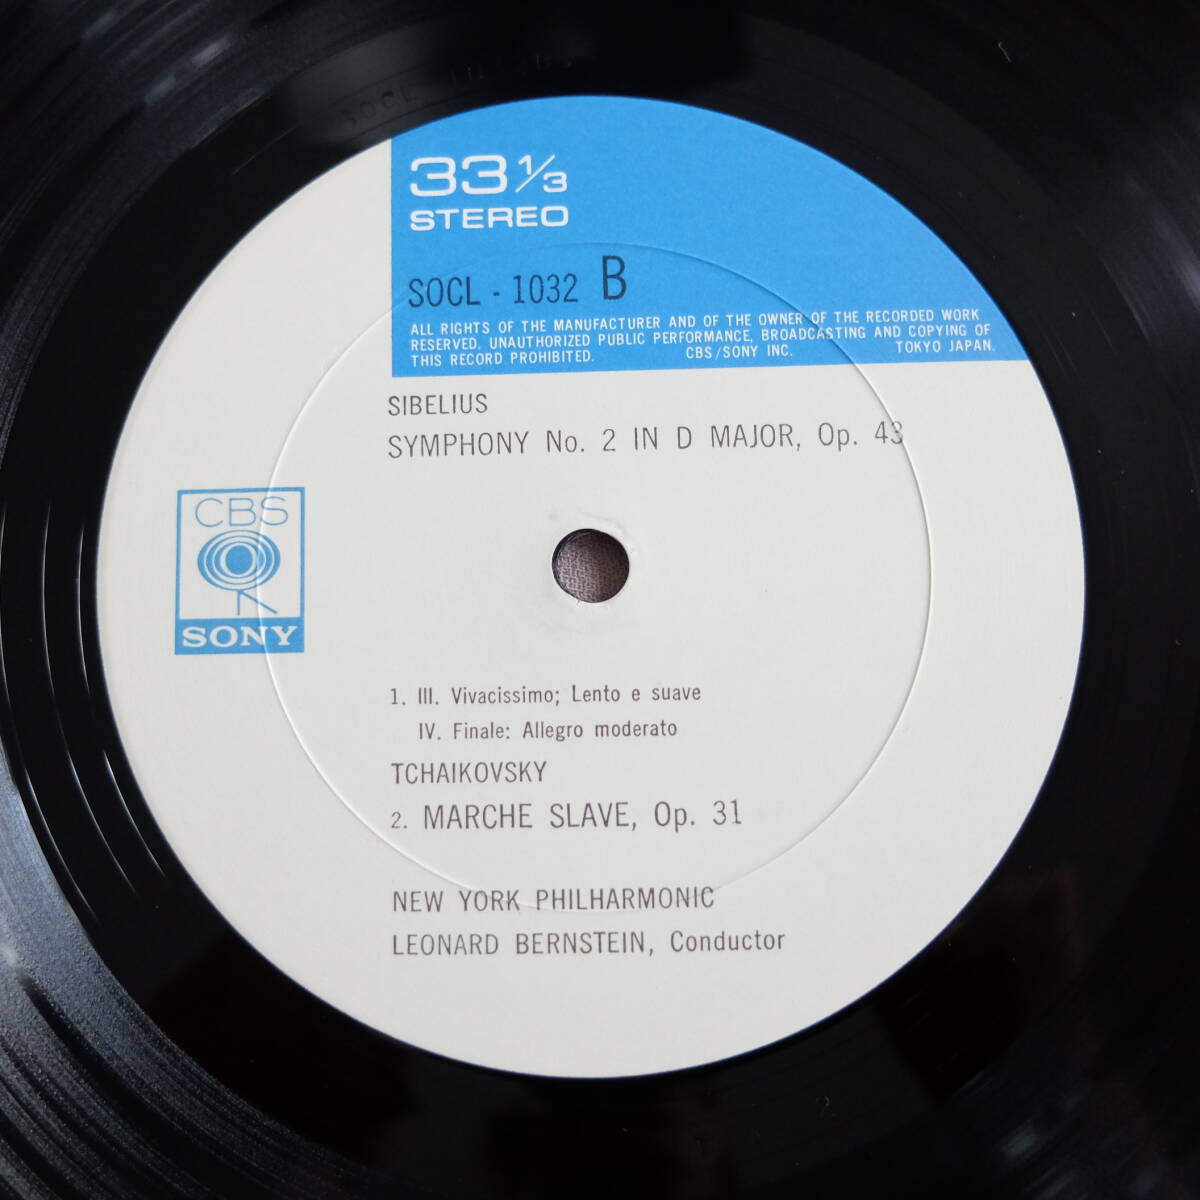 33 1/3
STEREO
SOCL - 1032 B
ALL RIGHTS OF THE MANUFACTURER AND OF THE OWNER OF THE RECORDED WORK
RESERVED. UNAUTHORIZED PUBLIC PERFORMANCE, BROADCASTING AND COPYING OF
THIS RECORD PROHIBITED. CBS/SONY INC. TOKYO JAPAN.
SIBELIUS
SYMPHONY No. 2 IN D MAJOR, Op. 43
CBS
SONY
1. III. Vivacissimo; Lento e suave
IV. Finale: Allegro moderato
TCHAIKOVSKY
2. MARCHE SLAVE, Op. 31
NEW YORK PHILHARMONIC
LEONARD BERNSTEIN, Conductor